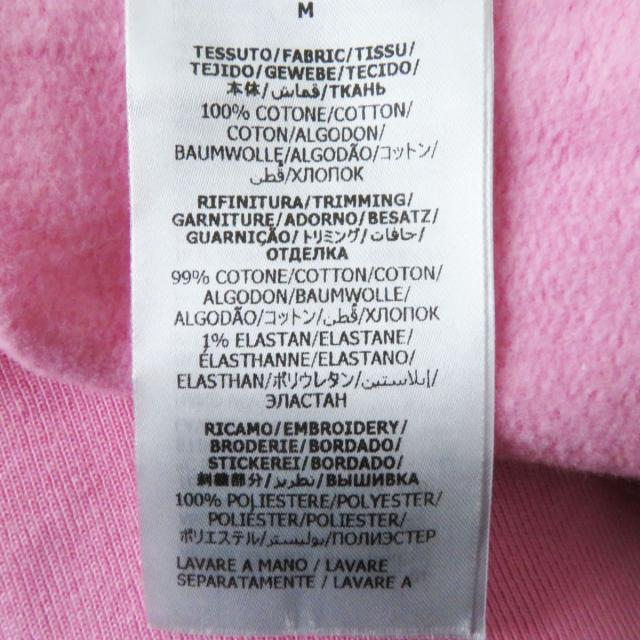 M
TESSUTO/FABRIC/TISSU/
TEJIDO/GEWEBE/TECIDO/
本体/قماش/ТКАНЬ
100% COTONE/COTTON/
COTON/ALGODON/
BAUMWOLLE/ALGODÃO/コットン/
قطن/ХЛОПОК
RIFINITURA/TRIMMING/
GARNITURE/ADORNO/BESATZ/
GUARNIÇÃO/トリミング/حافات/
ОТДЕЛКА
99% COTONE/COTTON/COTON/
ALGODON/BAUMWOLLE/
ALGODÃO/コットン/قطن/ХЛОПОК
1% ELASTAN/ELASTANE/
ÉLASTHANNE/ELASTANO/
ELASTHAN/ポリウレタン/إيلاستين/
ЭЛАСТАН
RICAMO/EMBROIDERY/
BRODERIE/BORDADO/
STICKEREI/BORDADO/
刺繍部分/تطريز/ВЫШИВКА
100% POLIESTERE/POLYESTER/
POLIÉSTER/POLIESTER/
ポリエステル/بوليستر/ПОЛИЭСТЕР
LAVARE A MANO / LAVARE
SEPARATAMENTE / LAVARE A